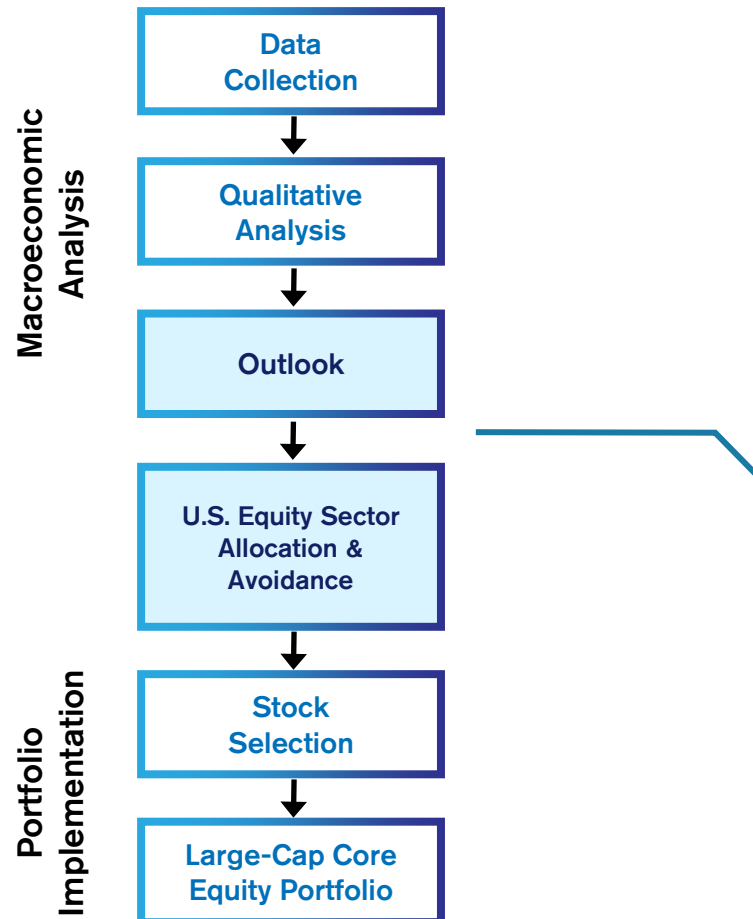 Macroeconomic
Analysis
Data
Collection
Qualitative
Analysis
Outlook
U.S. Equity Sector
Allocation &
Avoidance
Portfolio
Implementation
Stock
Selection
Large-Cap Core
Equity Portfolio